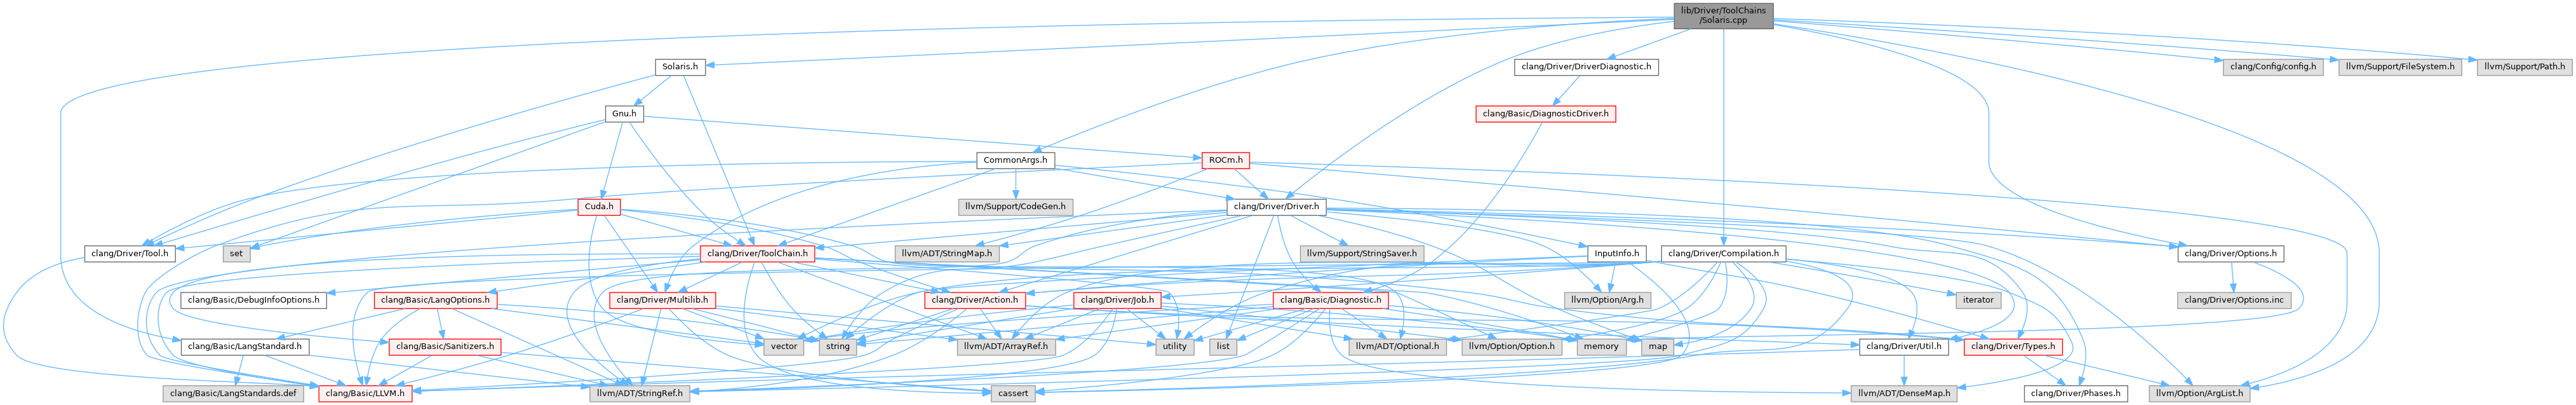 lib/Driver/ToolChains
/Solaris.cpp
Solaris.h
clang/Driver/DriverDiagnostic.h
clang/Config/config.h
llvm/Support/FileSystem.h
llvm/Support/Path.h
Gnu.h
clang/Basic/DiagnosticDriver.h
CommonArgs.h
ROCm.h
Cuda.h
llvm/Support/CodeGen.h
clang/Driver/Driver.h
clang/Driver/Tool.h
set
clang/Driver/ToolChain.h
llvm/ADT/StringMap.h
llvm/Support/StringSaver.h
InputInfo.h
clang/Driver/Compilation.h
clang/Driver/Options.h
clang/Basic/DebugInfoOptions.h
clang/Basic/LangOptions.h
clang/Driver/Multilib.h
clang/Driver/Action.h
clang/Driver/Job.h
clang/Basic/Diagnostic.h
llvm/Option/Arg.h
iterator
clang/Driver/Options.inc
clang/Basic/LangStandard.h
clang/Basic/Sanitizers.h
vector
string
llvm/ADT/ArrayRef.h
utility
list
llvm/ADT/Optional.h
llvm/Option/Option.h
memory
map
clang/Driver/Util.h
clang/Driver/Types.h
clang/Basic/LangStandards.def
clang/Basic/LLVM.h
llvm/ADT/StringRef.h
cassert
llvm/ADT/DenseMap.h
clang/Driver/Phases.h
llvm/Option/ArgList.h